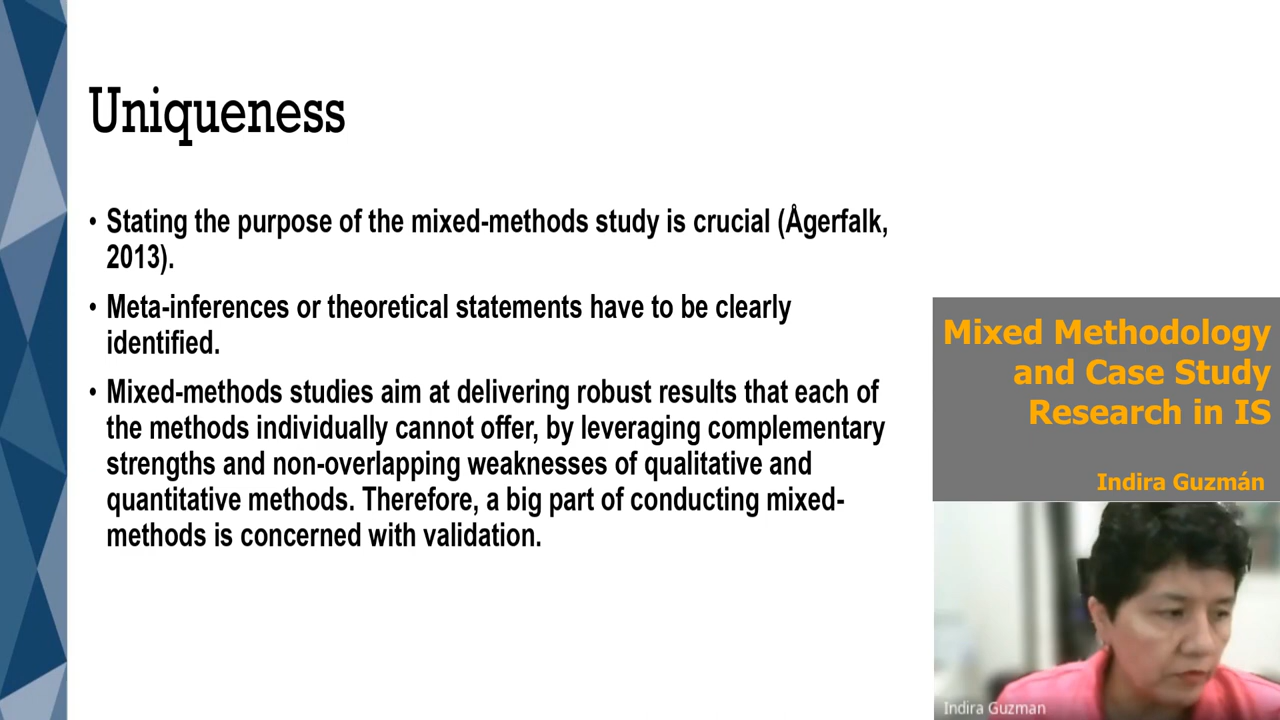 Uniqueness
• Stating the purpose of the mixed-methods study is crucial (Ågerfalk,
2013).
• Meta-inferences or theoretical statements have to be clearly
identified.
• Mixed-methods studies aim at delivering robust results that each of
the methods individually cannot offer, by leveraging complementary
strengths and non-overlapping weaknesses of qualitative and
quantitative methods. Therefore, a big part of conducting mixed-
methods is concerned with validation.
Mixed Methodology
and Case Study
Research in IS
Indira Guzmán
Indira Guzman